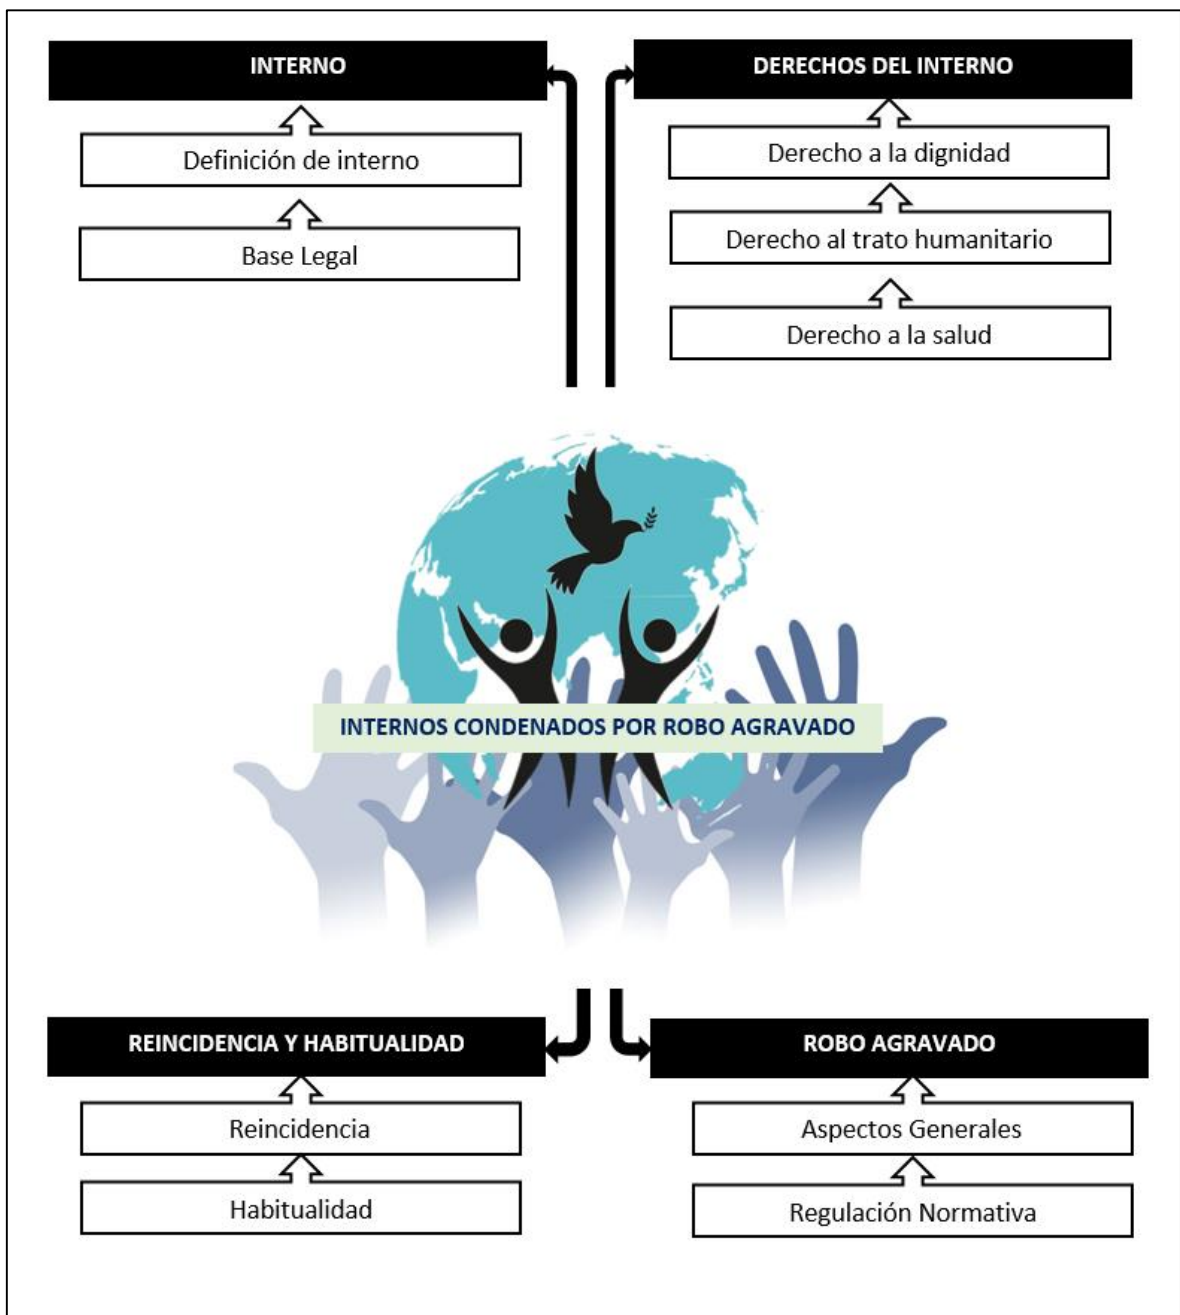 INTERNO
Definición de interno
Base Legal
DERECHOS DEL INTERNO
Derecho a la dignidad
Derecho al trato humanitario
Derecho a la salud
INTERNOS CONDENADOS POR ROBO AGRAVADO
REINCIDENCIA Y HABITUALIDAD
Reincidencia
Habitualidad
ROBO AGRAVADO
Aspectos Generales
Regulación Normativa